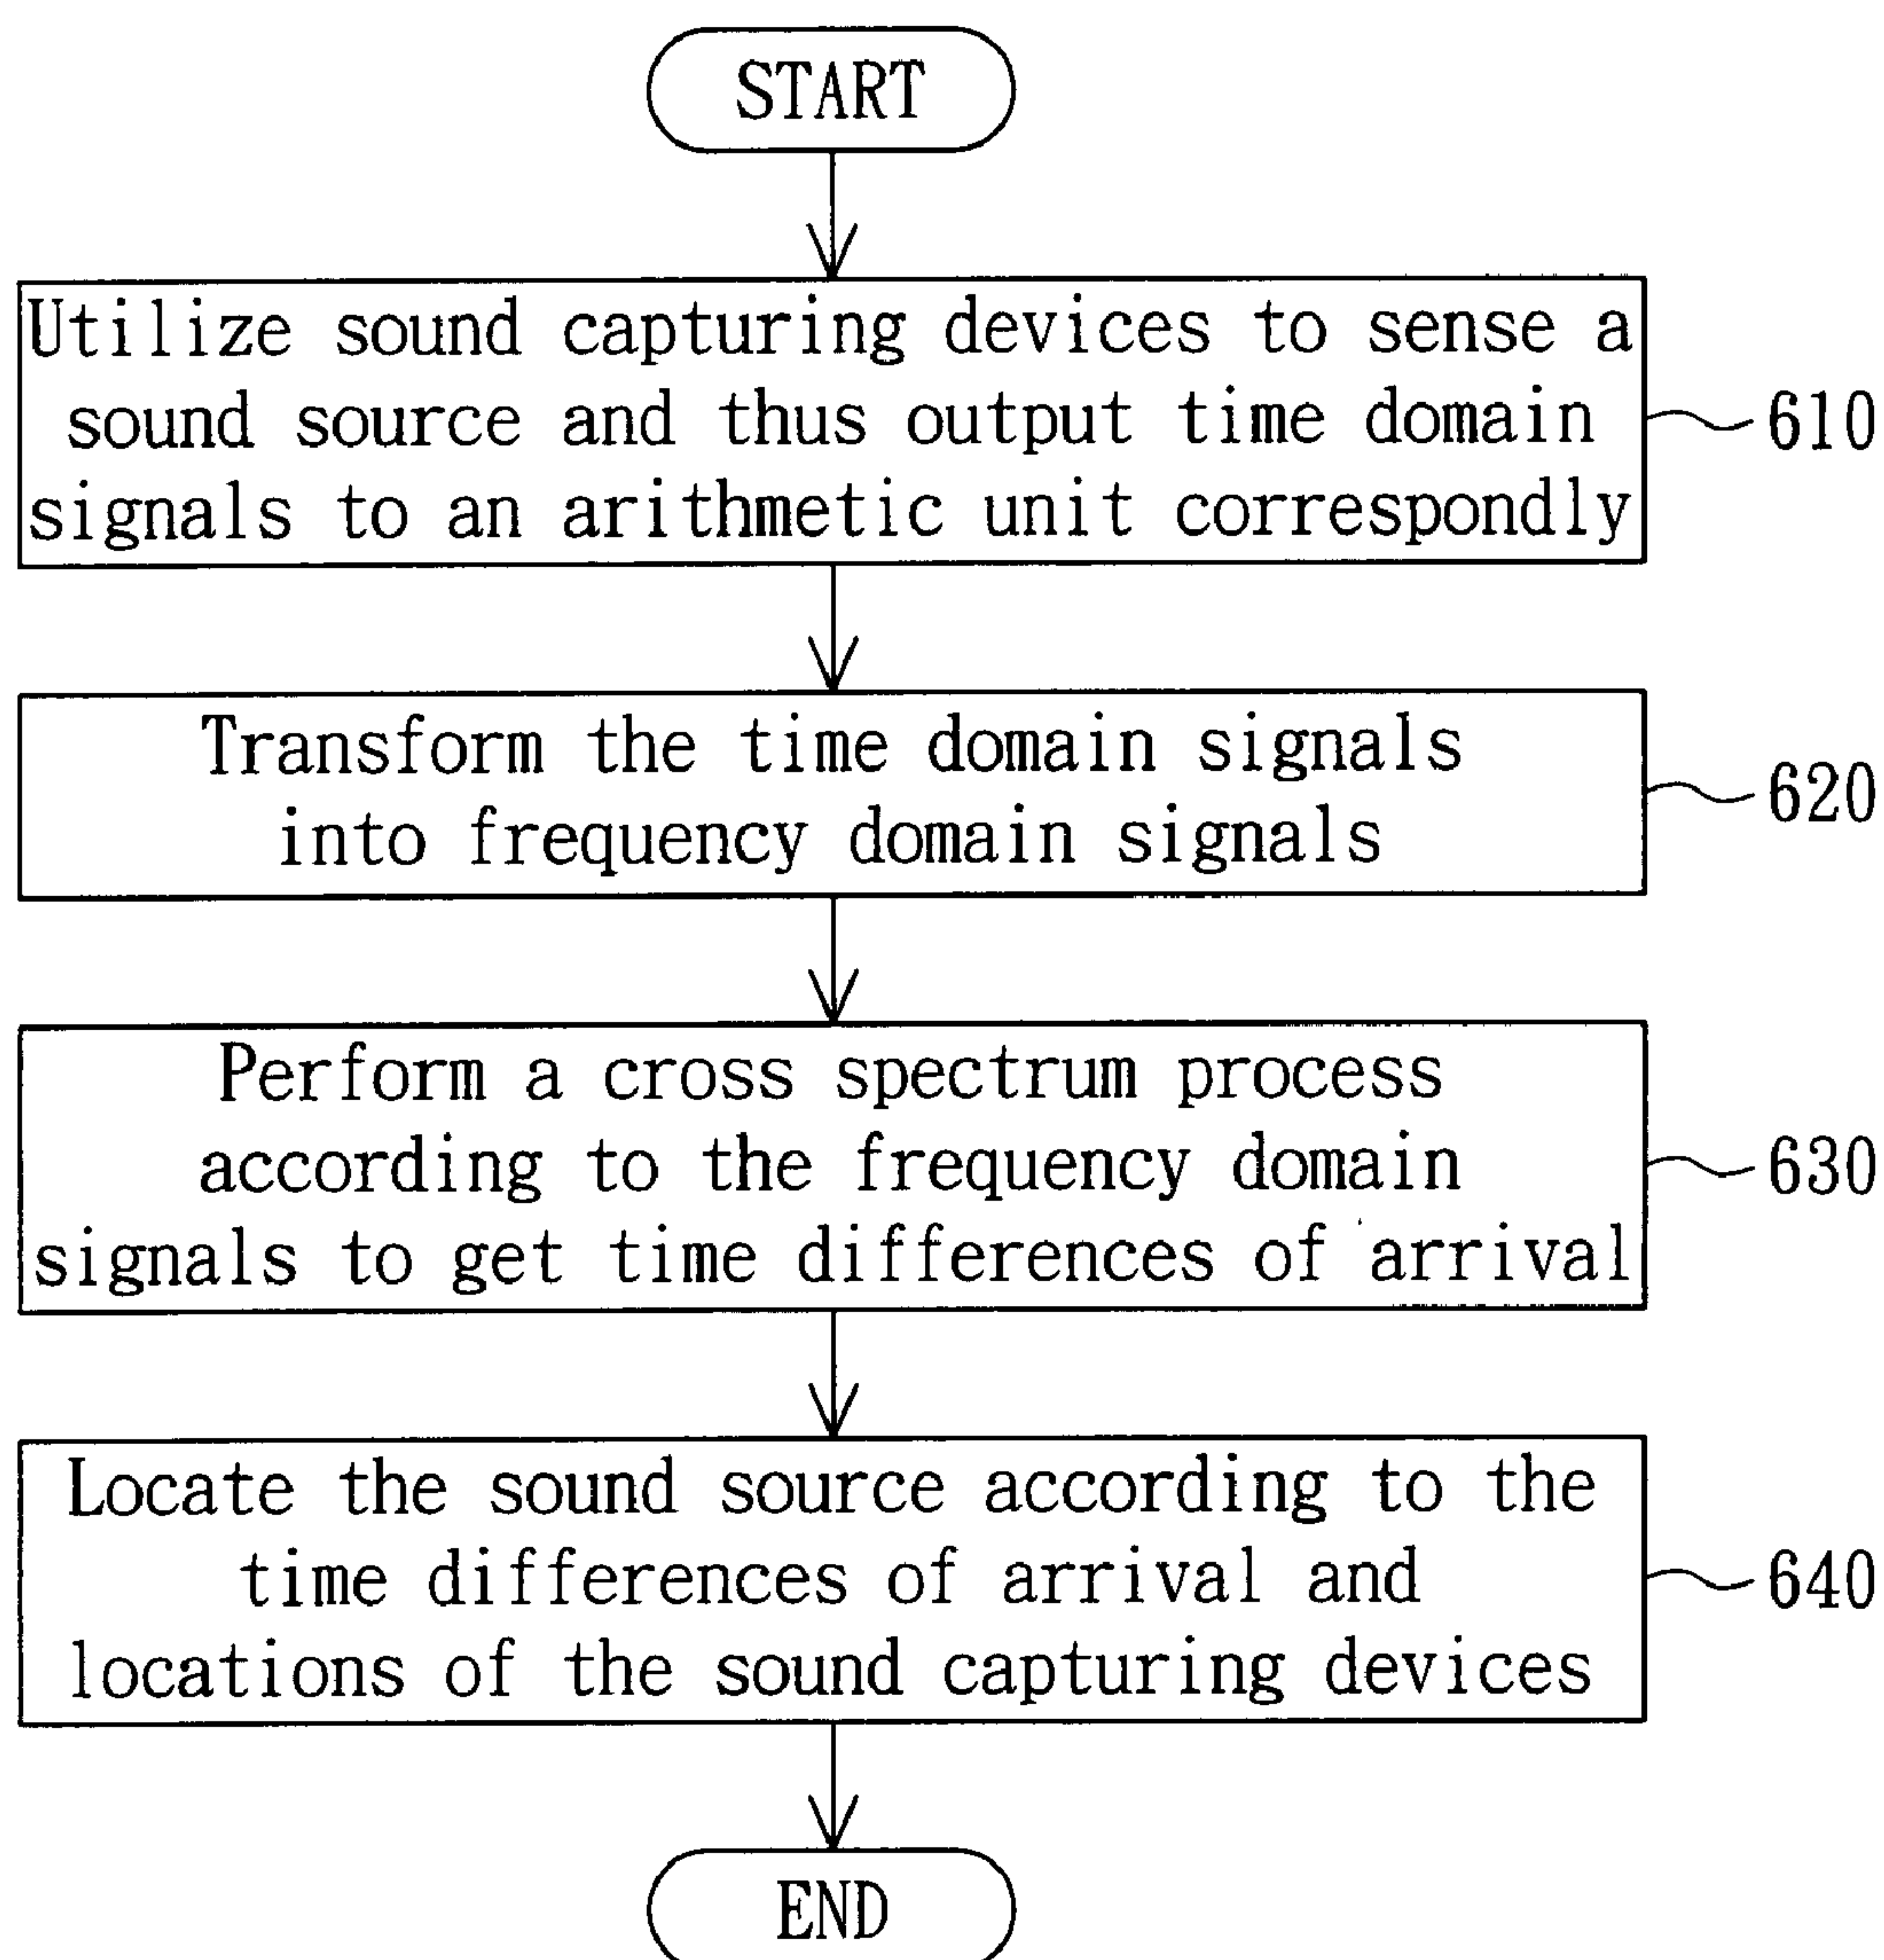 START
Utilize sound capturing devices to sense a
sound source and thus output time domain
signals to an arithmetic unit correspondly
610
Transform the time domain signals
into frequency domain signals
620
Perform a cross spectrum process
according to the frequency domain
signals to get time differences of arrival
630
Locate the sound source according to the
time differences of arrival and
locations of the sound capturing devices
640
END